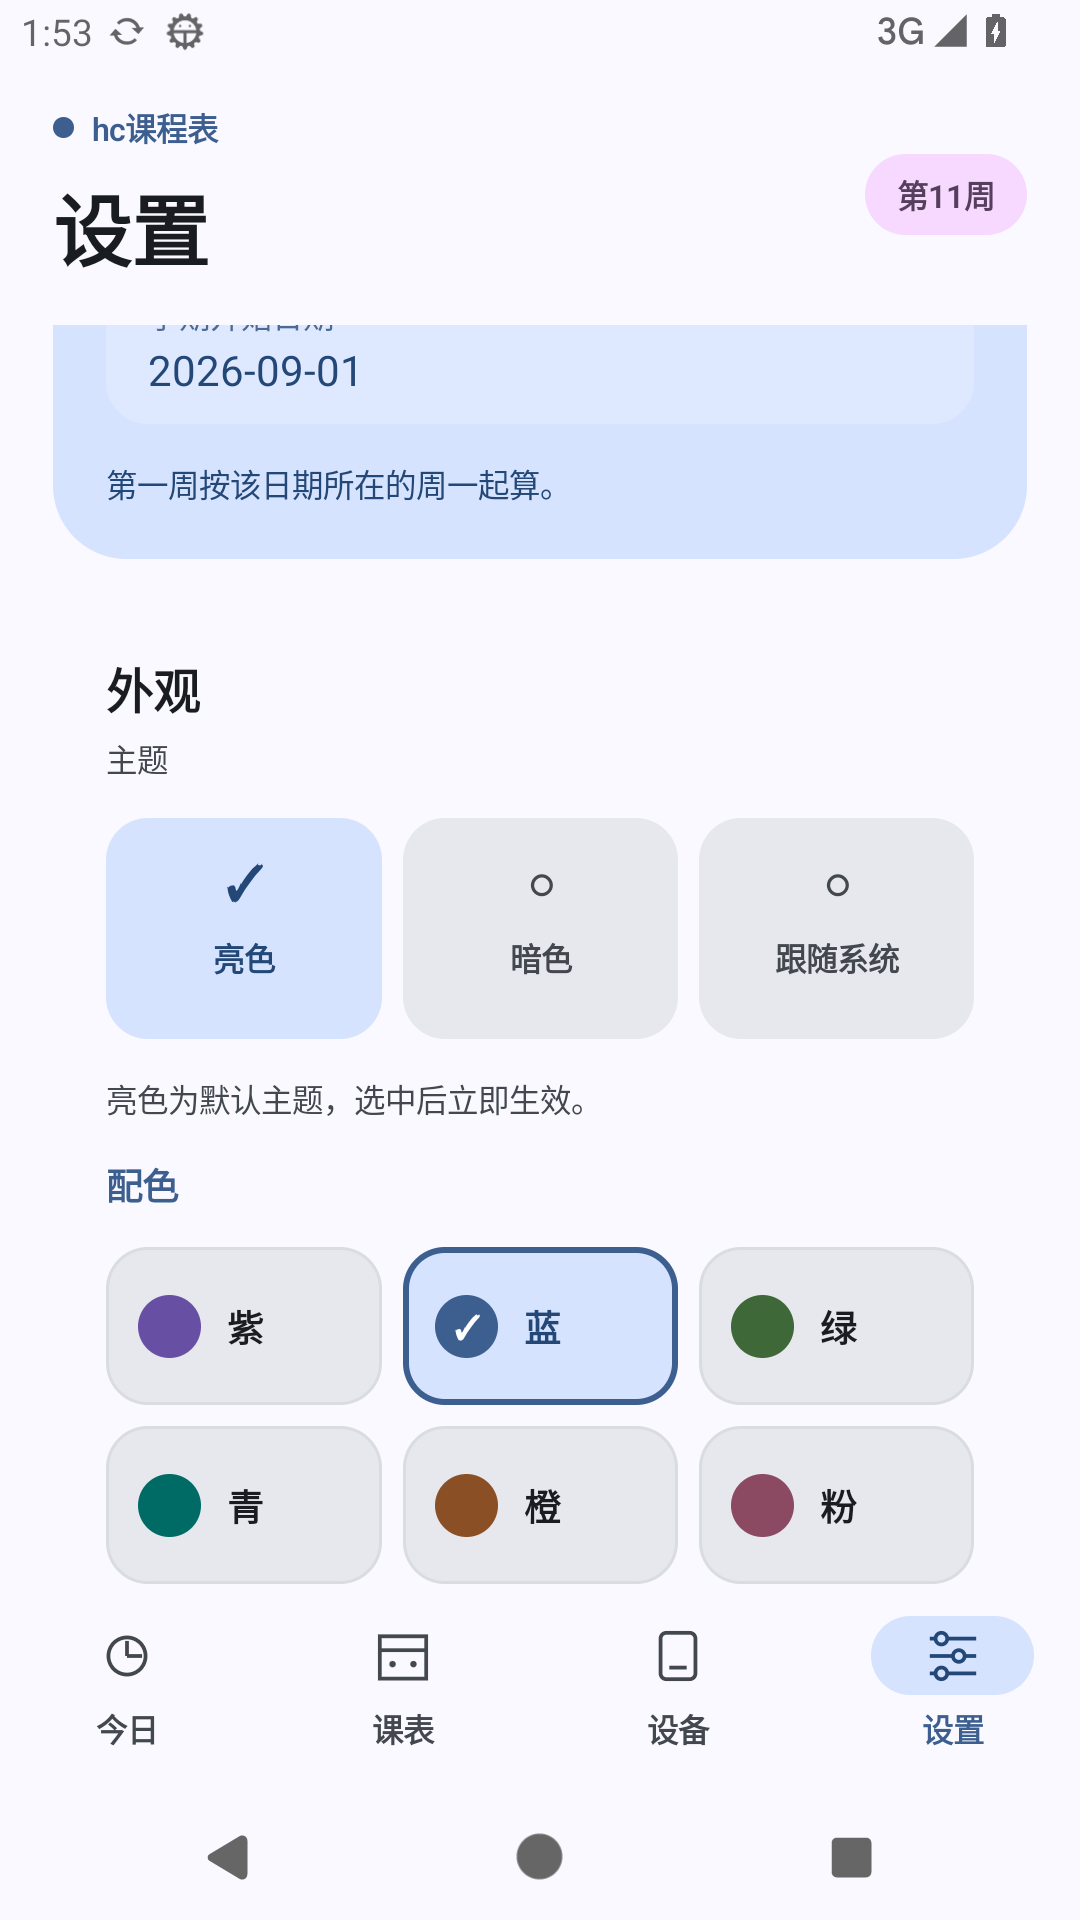 1:53
3G
hc课程表
设置
第11周
2026-09-01
第一周按该日期所在的周一起算。
外观
主题
✓
亮色
暗色
跟随系统
亮色为默认主题，选中后立即生效。
配色
紫
✓ 蓝
绿
青
橙
粉
今日
课表
设备
设置